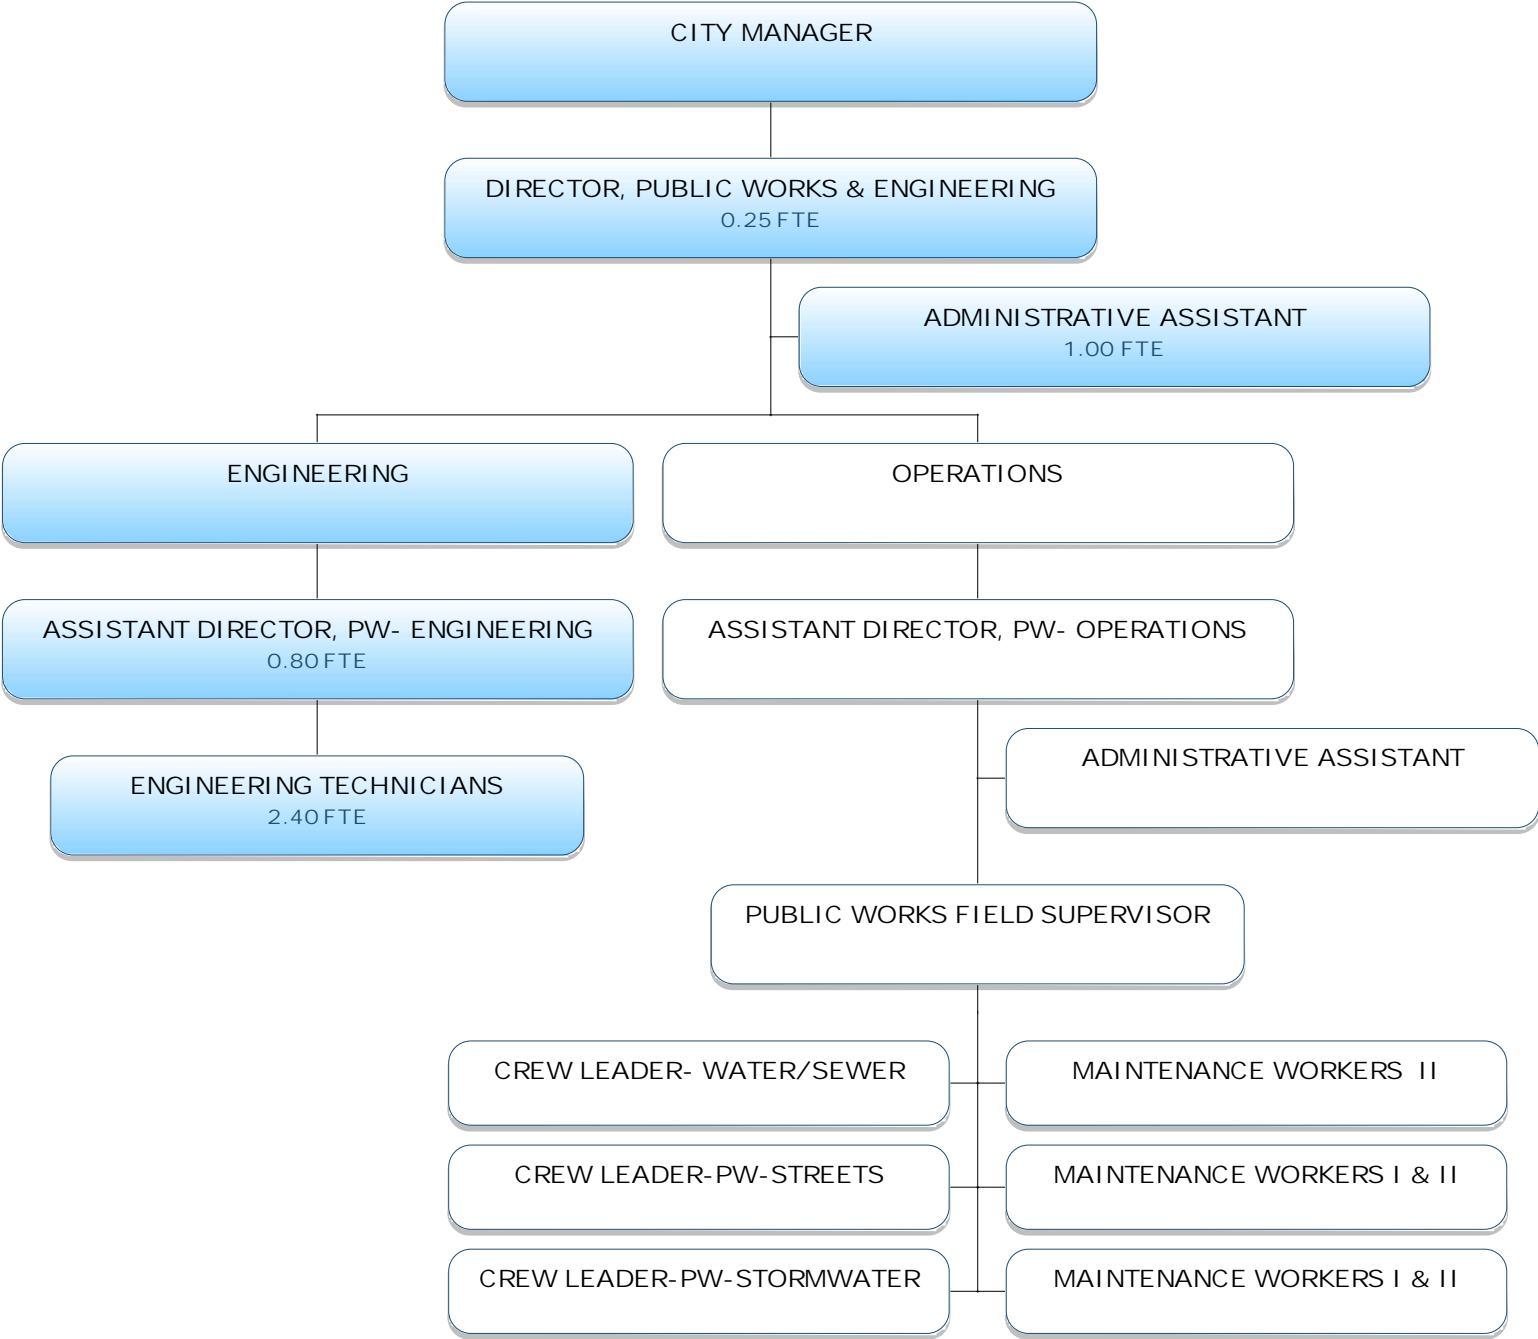 CITY MANAGER
DIRECTOR, PUBLIC WORKS & ENGINEERING
0.25 FTE
ADMINISTRATIVE ASSISTANT
1.00 FTE
ENGINEERING
OPERATIONS
ASSISTANT DIRECTOR, PW- ENGINEERING
0.80 FTE
ASSISTANT DIRECTOR, PW- OPERATIONS
ADMINISTRATIVE ASSISTANT
ENGINEERING TECHNICIANS
2.40 FTE
PUBLIC WORKS FIELD SUPERVISOR
CREW LEADER- WATER/SEWER
MAINTENANCE WORKERS II
CREW LEADER-PW-STREETS
MAINTENANCE WORKERS I & II
CREW LEADER-PW-STORMWATER
MAINTENANCE WORKERS I & II